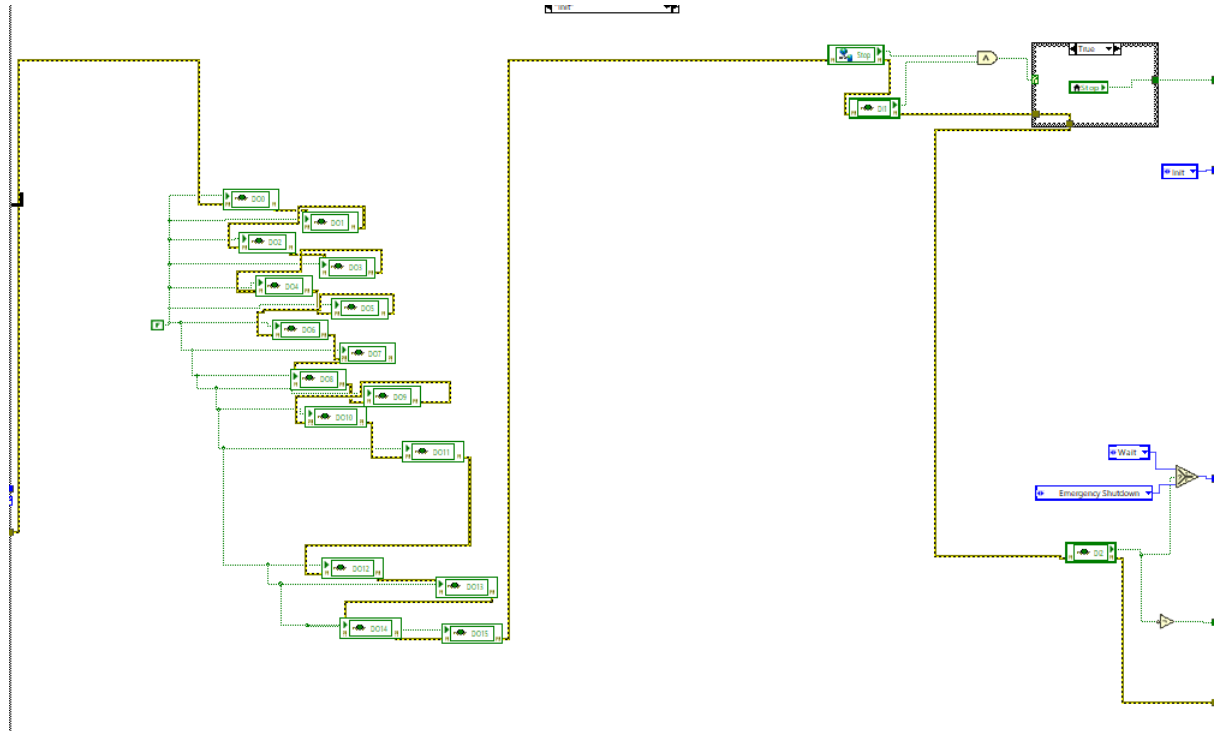 Init
Stop
True
Stop
DI1
Init
DO0
DO1
DO2
DO3
DO4
DO5
F
DO6
DO7
DO8
DO9
DO10
DO11
Wait
Emergency Shutdown
DI2
DO12
DO13
DO14
DO15